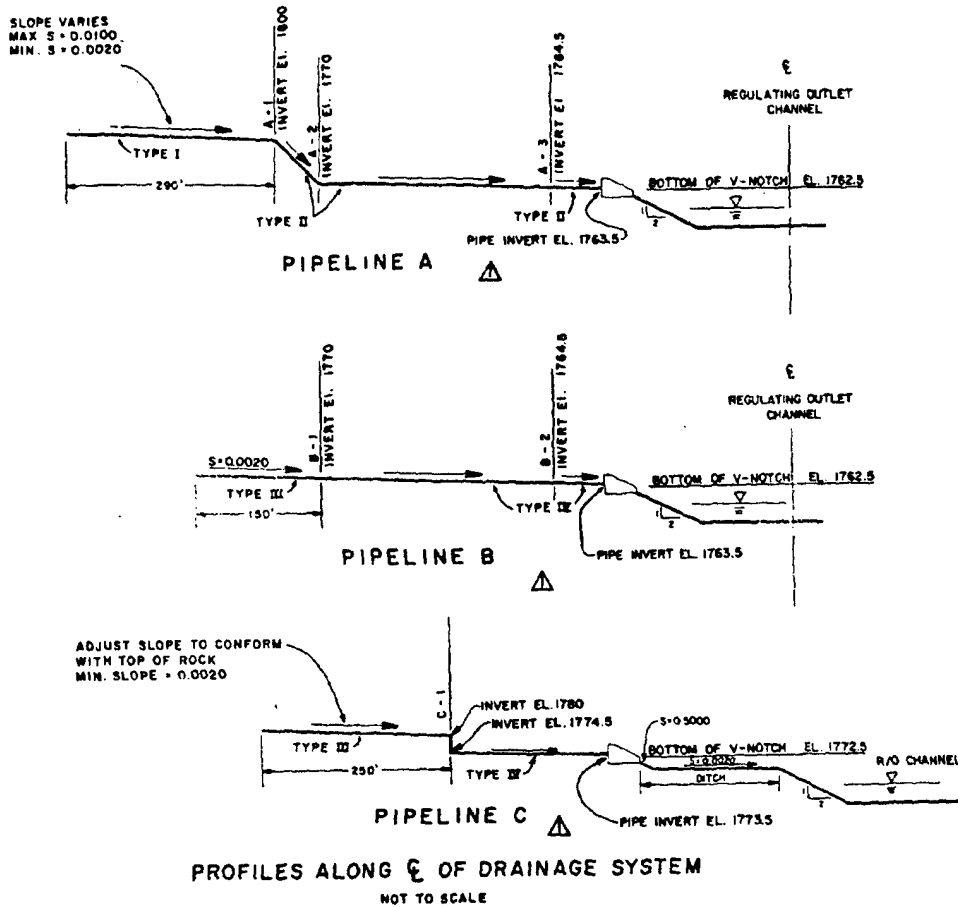 SLOPE VARIES
MAX S = 0.0100
MIN. S = 0.0020
A-1
INVERT El. 1800
A-2
INVERT El. 1770
A-3
INVERT El 1764.5
℄
REGULATING OUTLET
CHANNEL
TYPE I
290'
TYPE II
TYPE II
BOTTOM OF V-NOTCH EL. 1762.5
1
2
PIPE INVERT EL. 1763.5
PIPELINE A
1
B-1
INVERT El. 1770
B-2
INVERT El. 1764.5
℄
REGULATING OUTLET
CHANNEL
S=0.0020
TYPE III
150'
TYPE IV
BOTTOM OF V-NOTCH EL. 1762.5
1
2
PIPE INVERT EL. 1763.5
PIPELINE B
1
ADJUST SLOPE TO CONFORM
WITH TOP OF ROCK
MIN. SLOPE = 0.0020
C-1
INVERT EL. 1780
INVERT EL. 1774.5
S=0.5000
TYPE III
250'
TYPE IV
BOTTOM OF V-NOTCH EL. 1772.5
S=0.0020
DITCH
R/O CHANNEL
1
2
PIPE INVERT EL. 1773.5
PIPELINE C
1
PROFILES ALONG ℄ OF DRAINAGE SYSTEM
NOT TO SCALE